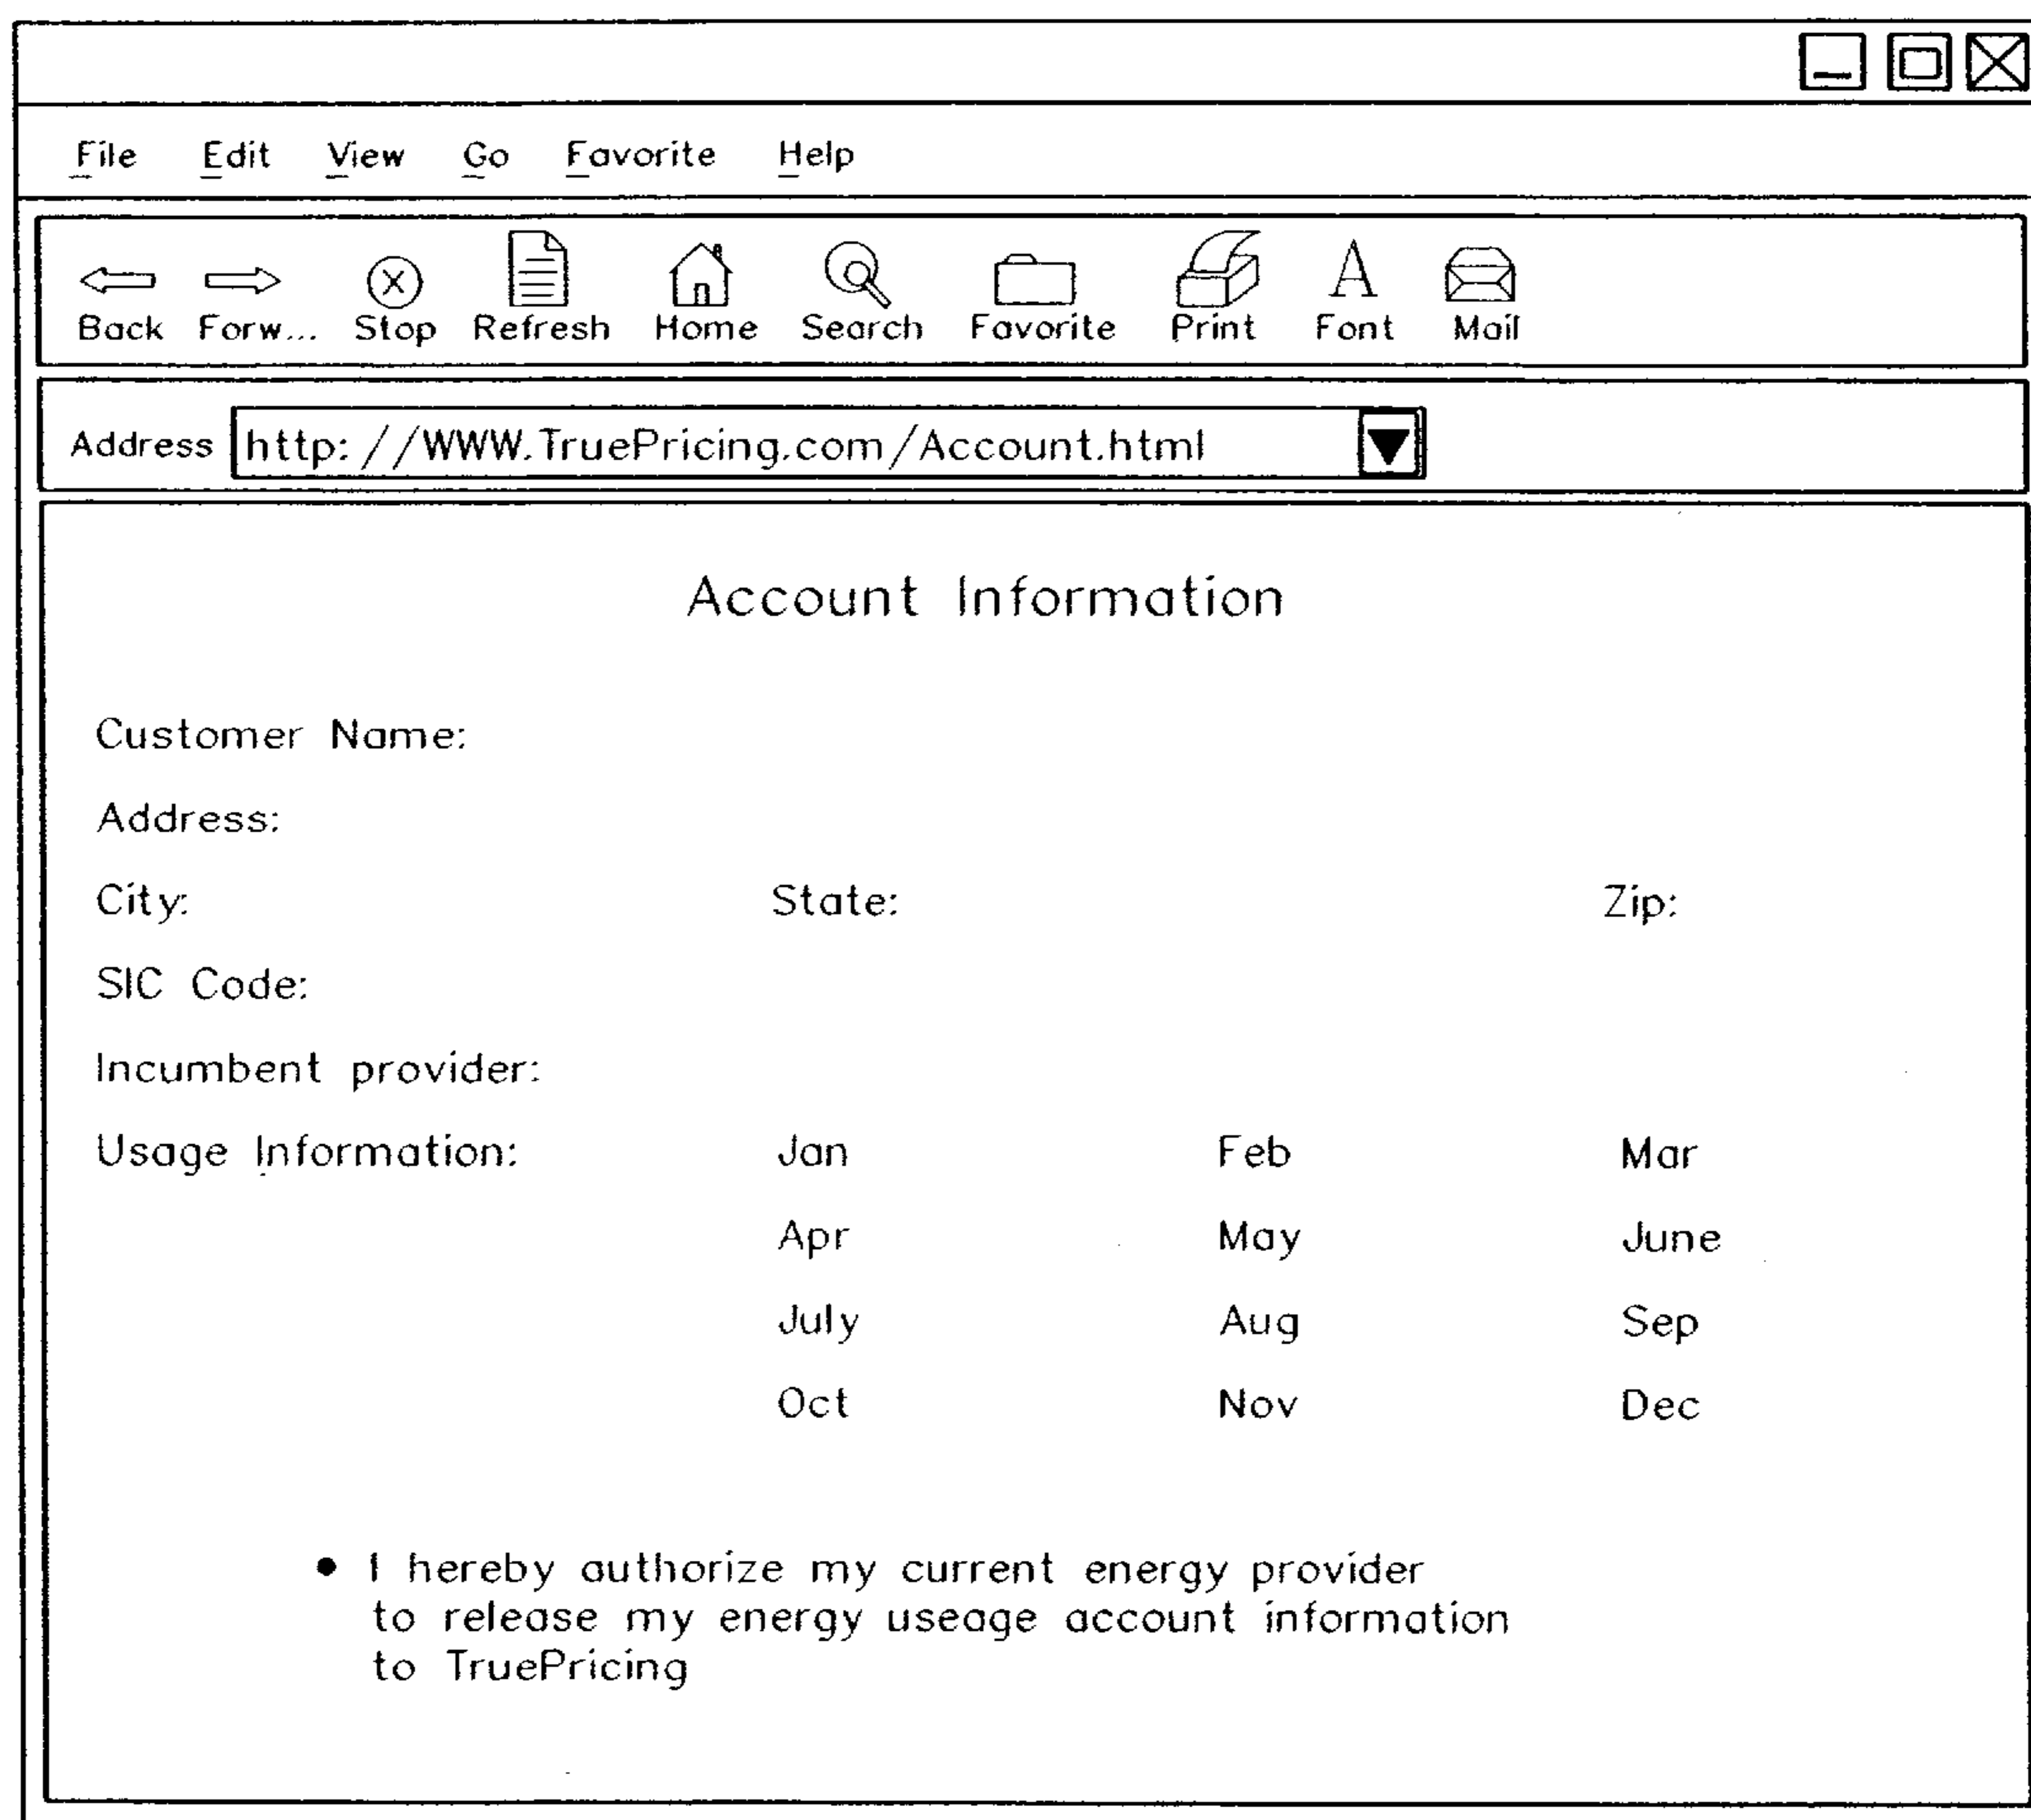 File Edit View Go Favorite Help
Back Forw... Stop Refresh Home Search Favorite Print Font Mail
Address http://WWW.TruePricing.com/Account.html
Account Information
Customer Name:
Address:
City: State: Zip:
SIC Code:
Incumbent provider:
Usage Information: Jan Feb Mar
Apr May June
July Aug Sep
Oct Nov Dec
• I hereby authorize my current energy provider
to release my energy useage account information
to TruePricing